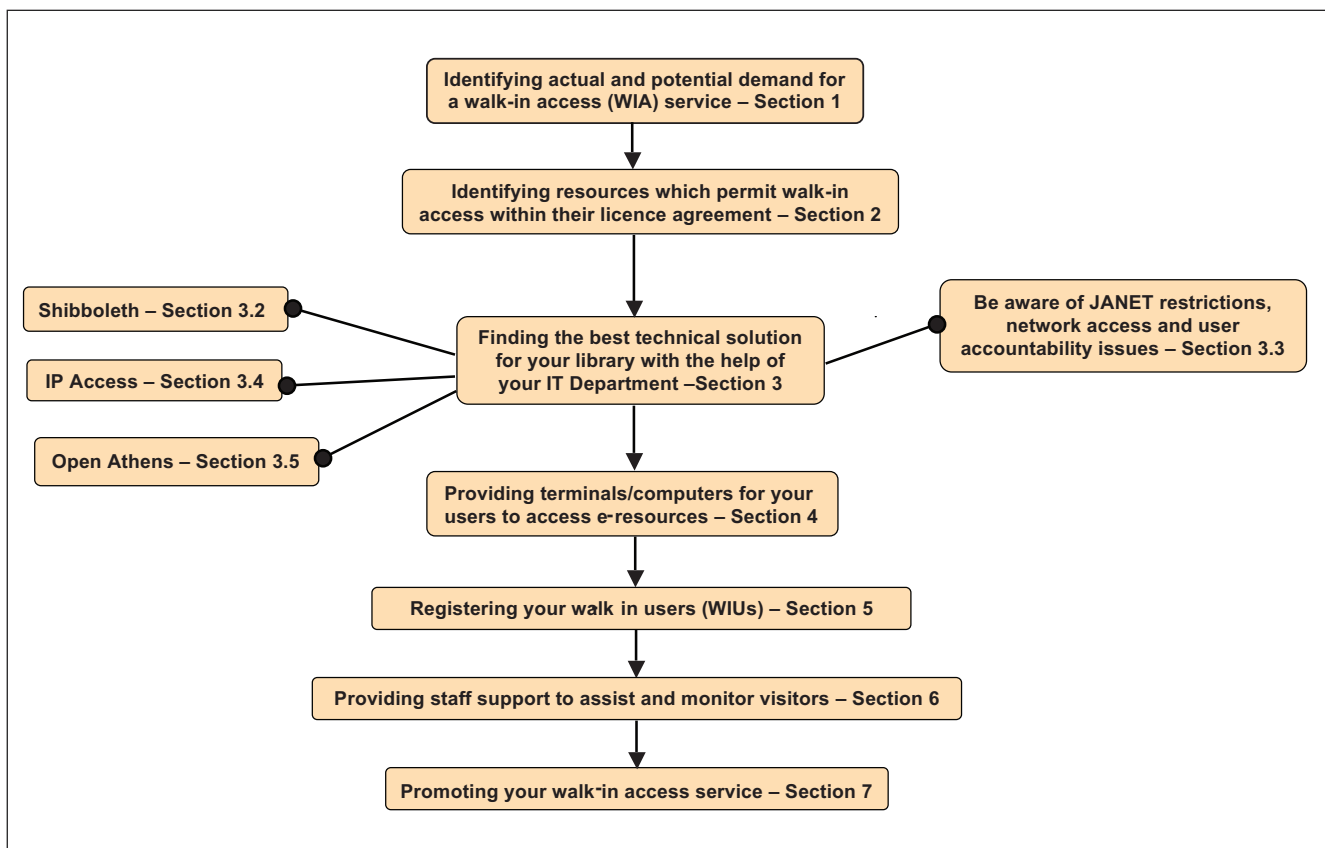 Identifying actual and potential demand for
a walk-in access (WIA) service – Section 1
Identifying resources which permit walk-in
access within their licence agreement – Section 2
Shibboleth – Section 3.2
IP Access – Section 3.4
Open Athens – Section 3.5
Finding the best technical solution
for your library with the help of
your IT Department –Section 3
Be aware of JANET restrictions,
network access and user
accountability issues – Section 3.3
Providing terminals/computers for your
users to access e-resources – Section 4
Registering your walk in users (WIUs) – Section 5
Providing staff support to assist and monitor visitors – Section 6
Promoting your walk-in access service – Section 7